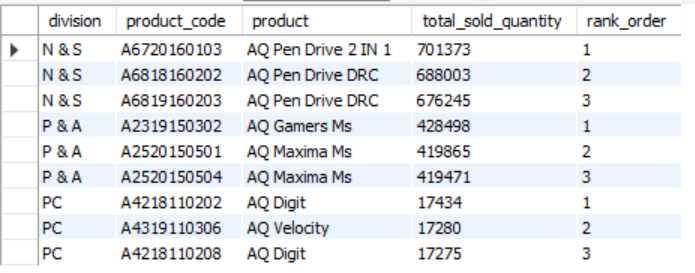 division product_code product total_sold_quantity rank_order
N & S A6720160103 AQ Pen Drive 2 IN 1 701373 1
N & S A6818160202 AQ Pen Drive DRC 688003 2
N & S A6819160203 AQ Pen Drive DRC 676245 3
P & A A2319150302 AQ Gamers Ms 428498 1
P & A A2520150501 AQ Maxima Ms 419865 2
P & A A2520150504 AQ Maxima Ms 419471 3
PC A4218110202 AQ Digit 17434 1
PC A4319110306 AQ Velocity 17280 2
PC A4218110208 AQ Digit 17275 3